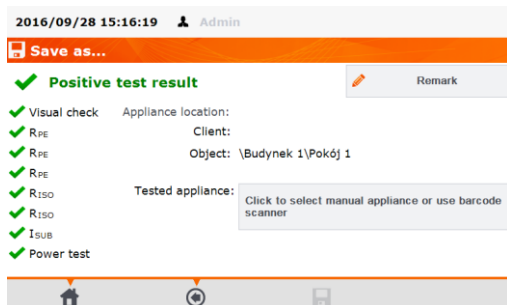 2016/09/28 15:16:19 Admin
Save as...
Positive test result
Remark
Visual check
RPE
RPE
RPE
RISO
RISO
ISUB
Power test
Appliance location:
Client:
Object: \Budynek 1\Pokój 1
Tested appliance:
Click to select manual appliance or use barcode
scanner